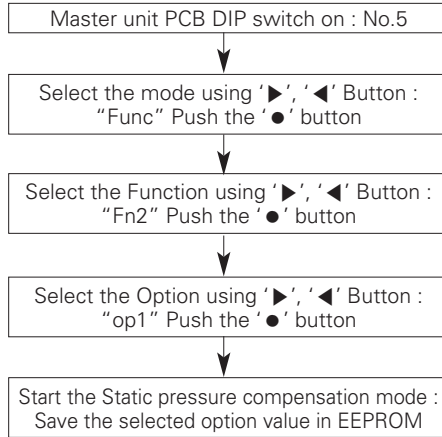 Master unit PCB DIP switch on : No.5
Select the mode using ‘▶’, ‘◀’ Button :
“Func” Push the ‘●’ button
Select the Function using ‘▶’, ‘◀’ Button :
“Fn2” Push the ‘●’ button
Select the Option using ‘▶’, ‘◀’ Button :
“op1” Push the ‘●’ button
Start the Static pressure compensation mode :
Save the selected option value in EEPROM